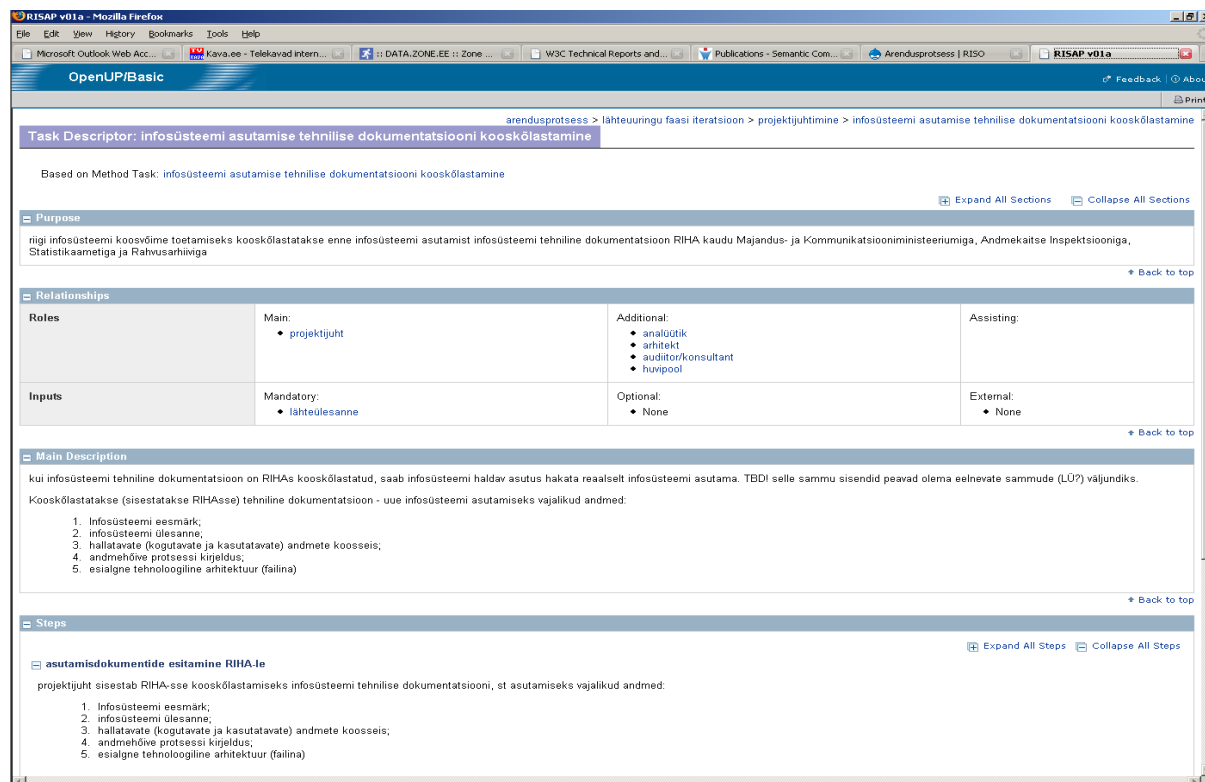 RISAP v01a - Mozilla Firefox
File Edit View History Bookmarks Tools Help
Microsoft Outlook Web Acc... Kava.ee - Telekavad intern... :: DATA.ZONE.EE :: Zone ... W3C Technical Reports and... Publications - Semantic Com... Arendusprotsess | RISO RISAP v01a
OpenUP/Basic
Feedback | Abou
Print
arendusprotsess > lähteuuringu faasi iteratsioon > projektijuhtimine > infosüsteemi asutamise tehnilise dokumentatsiooni kooskõlastamine
Task Descriptor: infosüsteemi asutamise tehnilise dokumentatsiooni kooskõlastamine
Based on Method Task: infosüsteemi asutamise tehnilise dokumentatsiooni kooskõlastamine
Expand All Sections Collapse All Sections
Purpose
riigi infosüsteemi koosvõime toetamiseks kooskõlastatakse enne infosüsteemi asutamist infosüsteemi tehniline dokumentatsioon RIHA kaudu Majandus- ja Kommunikatsiooniministeeriumiga, Andmekaitse Inspektsiooniga,
Statistikaametiga ja Rahvusarhiiviga
Back to top
Relationships
Roles Main: Additional: Assisting:
projektijuht
analüütik
arhitekt
audiitor/konsultant
huvipool
Inputs Mandatory: Optional: External:
lähteülesanne None None
Back to top
Main Description
kui infosüsteemi tehniline dokumentatsioon on RIHAs kooskõlastatud, saab infosüsteemi haldav asutus hakata reaalselt infosüsteemi asutama. TBD! selle sammu sisendid peavad olema eelnevate sammude (LÜ?) väljundiks.
Kooskõlastatakse (sisestatakse RIHAsse) tehniline dokumentatsioon - uue infosüsteemi asutamiseks vajalikud andmed:
1. Infosüsteemi eesmärk;
2. infosüsteemi ülesanne;
3. hallatavate (kogutavate ja kasutatavate) andmete koosseis;
4. andmehõive protsessi kirjeldus;
5. esialgne tehnoloogiline arhitektuur (failina)
Back to top
Steps
Expand All Steps Collapse All Steps
asutamisdokumentide esitamine RIHA-le
projektijuht sisestab RIHA-sse kooskõlastamiseks infosüsteemi tehnilise dokumentatsiooni, st asutamiseks vajalikud andmed:
1. Infosüsteemi eesmärk;
2. infosüsteemi ülesanne;
3. hallatavate (kogutavate ja kasutatavate) andmete koosseis;
4. andmehõive protsessi kirjeldus;
5. esialgne tehnoloogiline arhitektuur (failina)